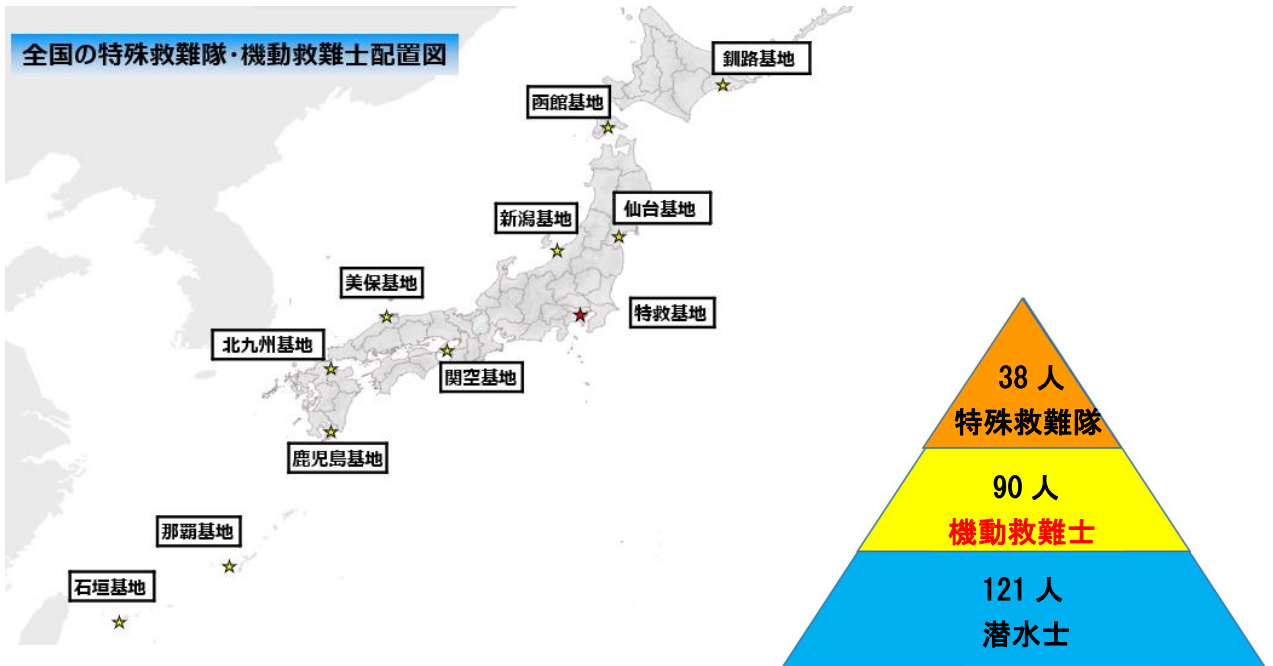 全国の特殊救難隊・機動救難士配置図
釧路基地
函館基地
仙台基地
新潟基地
美保基地
特救基地
北九州基地
関空基地
鹿児島基地
那覇基地
石垣基地
38 人
特殊救難隊
90 人
機動救難士
121 人
潜水士